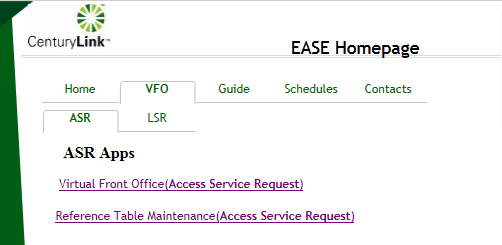 CenturyLink™
EASE Homepage
Home VFO Guide Schedules Contacts
ASR LSR
ASR Apps
Virtual Front Office(Access Service Request)
Reference Table Maintenance(Access Service Request)